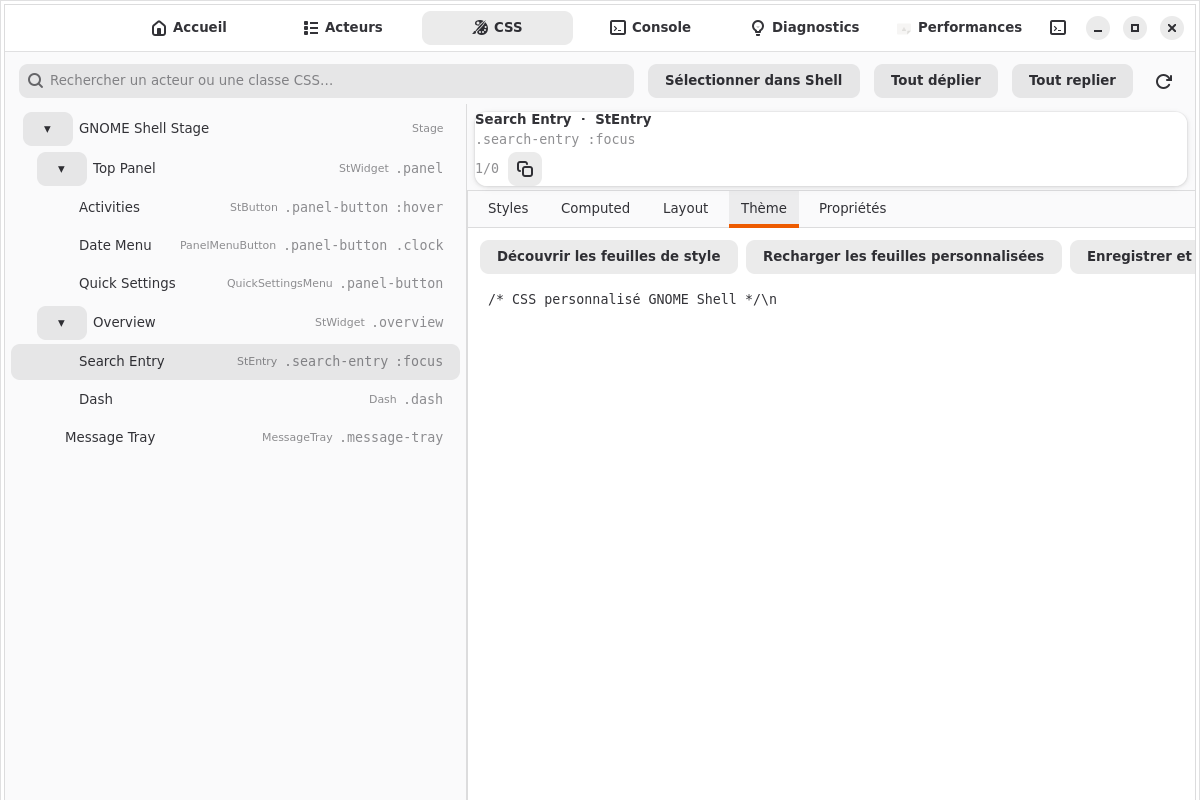 Accueil
Acteurs
CSS
Console
Diagnostics
Performances
Rechercher un acteur ou une classe CSS…
Sélectionner dans Shell
Tout déplier
Tout replier
GNOME Shell Stage Stage
Top Panel StWidget .panel
Activities StButton .panel-button :hover
Date Menu PanelMenuButton .panel-button .clock
Quick Settings QuickSettingsMenu .panel-button
Overview StWidget .overview
Search Entry StEntry .search-entry :focus
Dash Dash .dash
Message Tray MessageTray .message-tray
Search Entry · StEntry
.search-entry :focus
1/0
Styles
Computed
Layout
Thème
Propriétés
Découvrir les feuilles de style
Recharger les feuilles personnalisées
Enregistrer et
/* CSS personnalisé GNOME Shell */\n